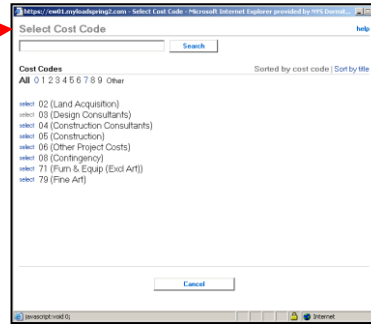 https://ew01.myloadspring2.com - Select Cost Code - Microsoft Internet Explorer provided by NYS Dormit...
Select Cost Code
help
Search
Cost Codes
Sorted by cost code | Sort by title
All 0 1 2 3 4 5 6 7 8 9 Other
select 02 (Land Acquisition)
select 03 (Design Consultants)
select 04 (Construction Consultants)
select 05 (Construction)
select 06 (Other Project Costs)
select 08 (Contingency)
select 71 (Furn & Equip (Excl Art))
select 79 (Fine Art)
Cancel
javascript:void 0;
Internet